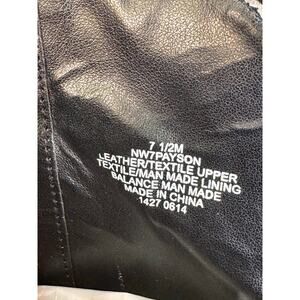 7 1/2M
NW7PAYSON
LEATHER/TEXTILE UPPER
TEXTILE/MAN MADE LINING
BALANCE MAN MADE
MADE IN CHINA
1427 0614